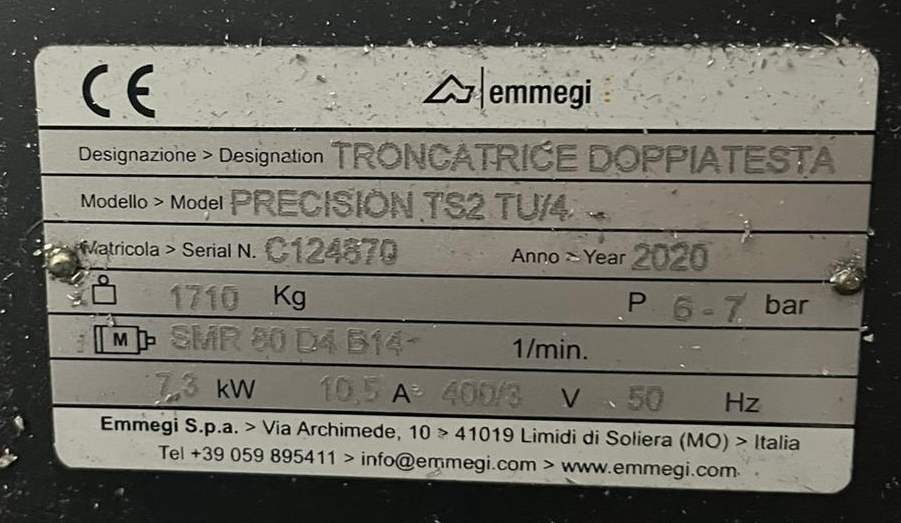 CE emmegi
Designazione > Designation TRONCATRICE DOPPIATESTA
Modello > Model PRECISION TS2 TU/4
Matricola > Serial N. C124870 Anno > Year 2020
1710 Kg P 6 - 7 bar
M SMR 80 D4 B14 1/min.
7,3 kW 10,5 A 400/3 V 50 Hz
Emmegi S.p.a. > Via Archimede, 10 > 41019 Limidi di Soliera (MO) > Italia
Tel +39 059 895411 > info@emmegi.com > www.emmegi.com